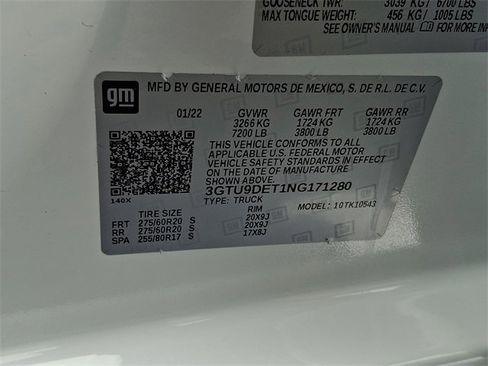 GOOSENECK TWR: 3039 KG / 6700 LBS
MAX TONGUE WEIGHT: 456 KG / 1005 LBS
SEE OWNER'S MANUAL FOR MORE
gm
MFD BY GENERAL MOTORS DE MEXICO, S. DE R.L. DE C.V.
01/22 GVWR GAWR FRT GAWR RR
3266 KG 1724 KG 1724 KG
7200 LB 3800 LB 3800 LB
THIS VEHICLE CONFORMS TO ALL
APPLICABLE U.S. FEDERAL MOTOR
VEHICLE SAFETY STANDARDS IN EFFECT ON
THE DATE OF MANUFACTURE
3GTU9DET1NG171280
TYPE: TRUCK MODEL: 10TK10543
140X
TIRE SIZE RIM
FRT 275/60R20 S 20X9J
RR 275/60R20 S 20X9J
SPA 255/80R17 S 17X8J